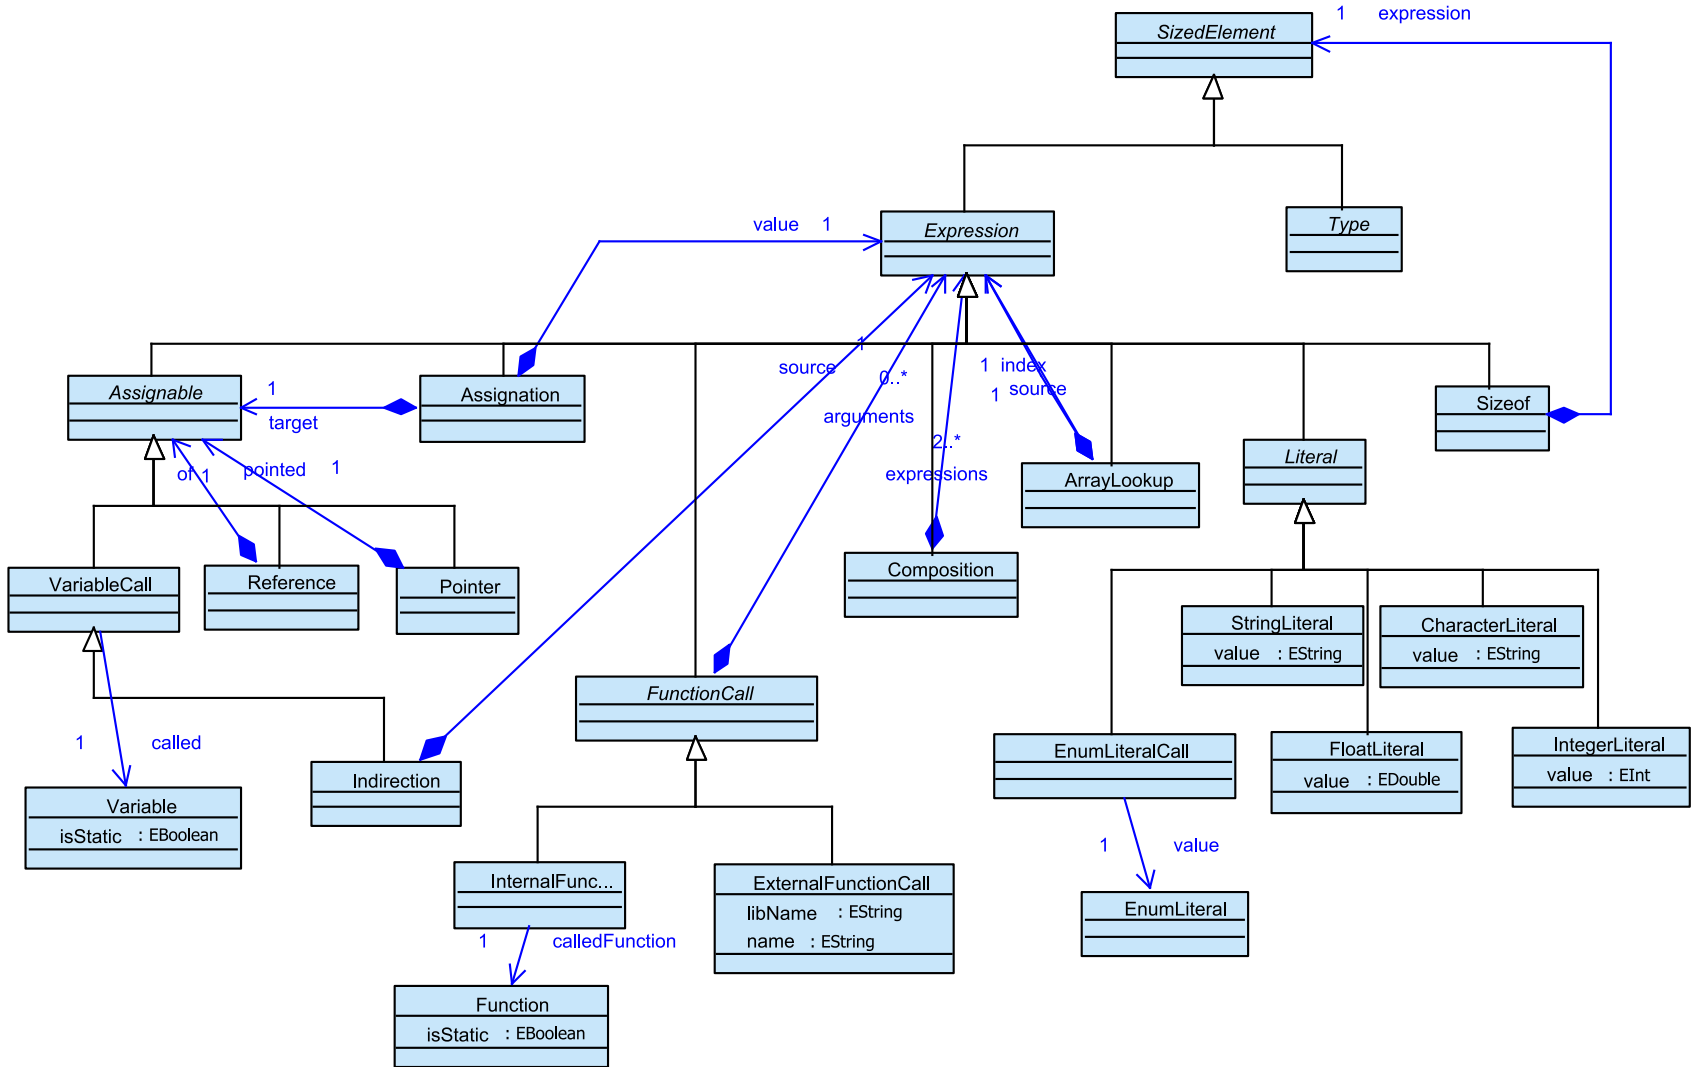 1 expression
SizedElement
value 1
Expression
Type
1
source
1 index
1 source
0..*
arguments
Assignable
1
target
Assignation
Sizeof
2..*
expressions
of 1
pointed 1
ArrayLookup
Literal
VariableCall
Reference
Pointer
Composition
StringLiteral
value : EString
CharacterLiteral
value : EString
FunctionCall
1 called
Indirection
EnumLiteralCall
FloatLiteral
value : EDouble
IntegerLiteral
value : EInt
Variable
isStatic : EBoolean
1 value
InternalFunc...
ExternalFunctionCall
libName : EString
name : EString
EnumLiteral
1 calledFunction
Function
isStatic : EBoolean